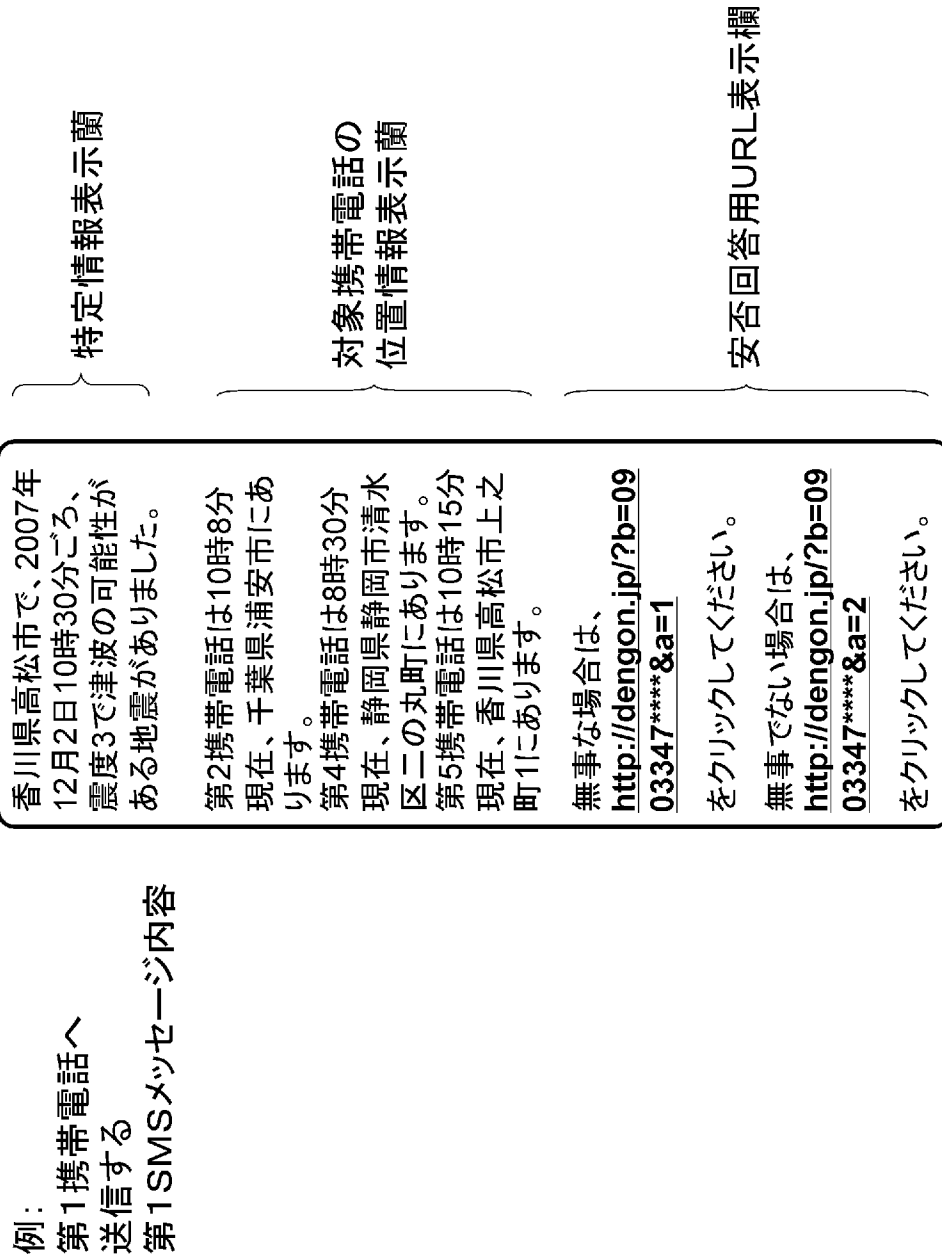 例：
第1携帯電話へ
送信する
第1SMSメッセージ内容
香川県高松市で、2007年
12月2日10時30分ごろ、
震度3で津波の可能性が
ある地震がありました。
第2携帯電話は10時8分
現在、千葉県浦安市にあ
ります。
第4携帯電話は8時30分
現在、静岡県静岡市清水
区二の丸町にあります。
第5携帯電話は10時15分
現在、香川県高松市上之
町1にあります。
無事な場合は、
http://dengon.jp/?b=09
03347****&a=1
をクリックしてください。
無事でない場合は、
http://dengon.jp/?b=09
03347****&a=2
をクリックしてください。
特定情報表示蘭
対象携帯電話の
位置情報表示蘭
安否回答用URL表示欄